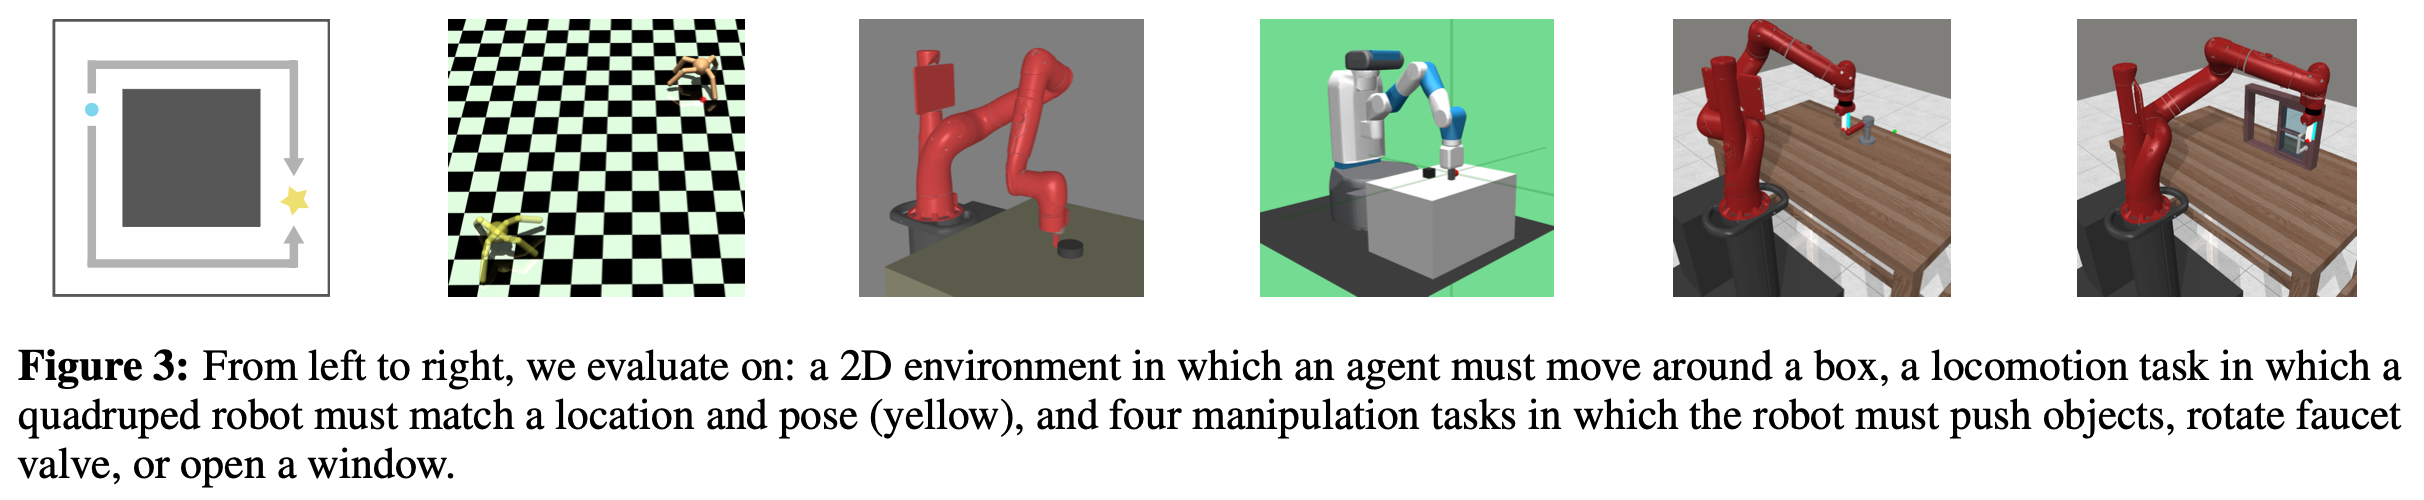 Figure 3: From left to right, we evaluate on: a 2D environment in which an agent must move around a box, a locomotion task in which a
quadruped robot must match a location and pose (yellow), and four manipulation tasks in which the robot must push objects, rotate faucet
valve, or open a window.